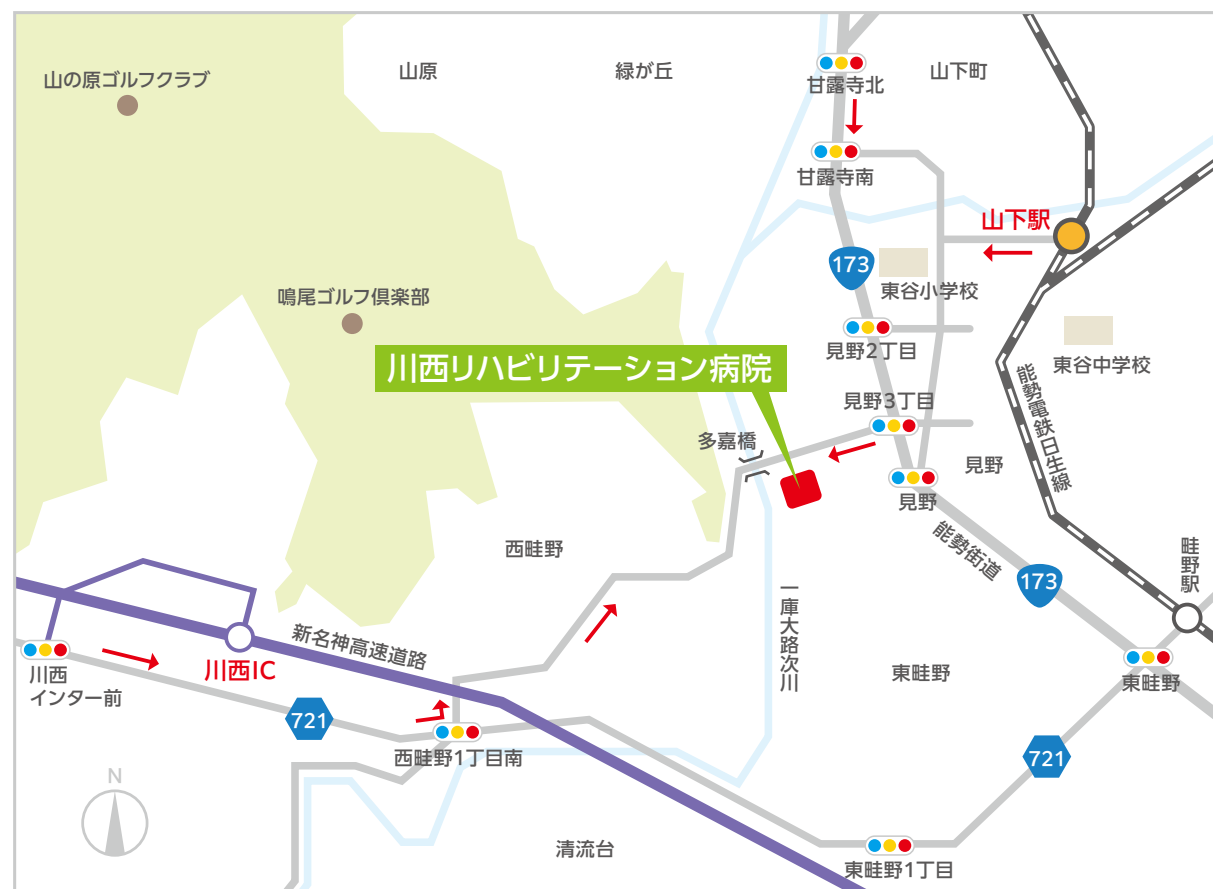 山の原ゴルフクラブ
山原
緑が丘
甘露寺北
山下町
甘露寺南
山下駅
173
東谷小学校
鳴尾ゴルフ倶楽部
見野2丁目
東谷中学校
川西リハビリテーション病院
能勢電鉄日生線
見野3丁目
多嘉橋
見野
見野
西畦野
能勢街道
173
畦野駅
一庫大路次川
新名神高速道路
川西IC
川西
インター前
東畦野
東畦野
721
西畦野1丁目南
721
N
清流台
東畦野1丁目